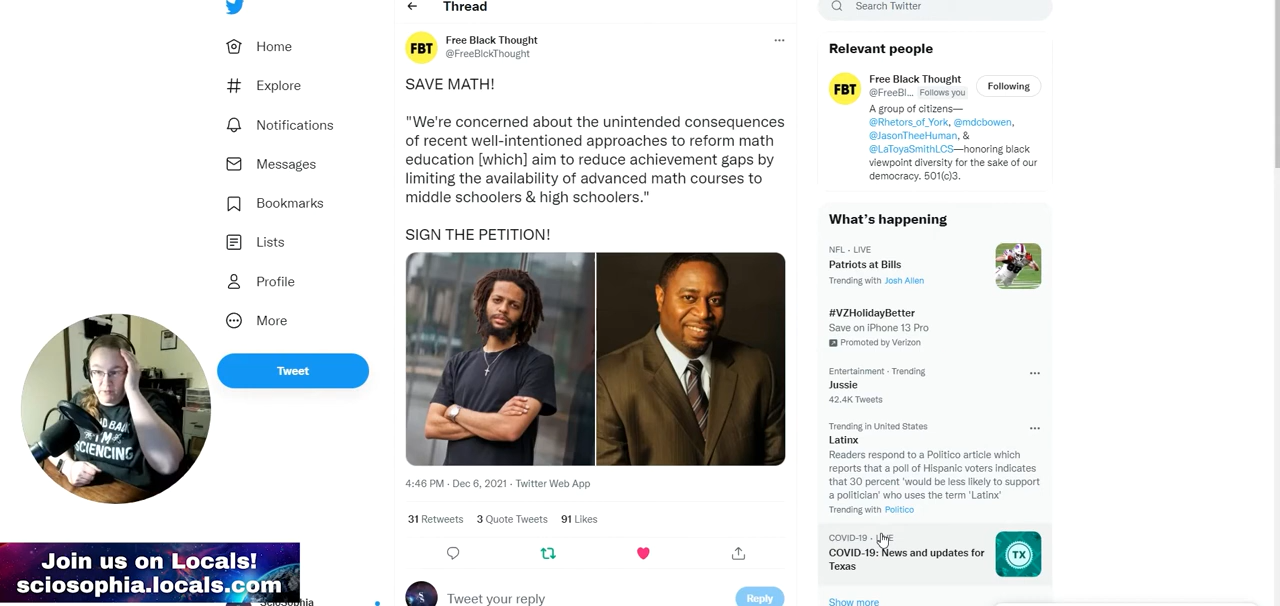 Thread
Search Twitter
Home
Explore
Notifications
Messages
Bookmarks
Lists
Profile
More
Tweet
FBT
Free Black Thought
@FreeBlckThought
SAVE MATH!
"We're concerned about the unintended consequences
of recent well-intentioned approaches to reform math
education [which] aim to reduce achievement gaps by
limiting the availability of advanced math courses to
middle schoolers & high schoolers."
SIGN THE PETITION!
4:46 PM · Dec 6, 2021 · Twitter Web App
31 Retweets 3 Quote Tweets 91 Likes
Tweet your reply
Reply
Relevant people
FBT
Free Black Thought
@FreeBl... Follows you
Following
A group of citizens—
@Rhetors_of_York, @mdcbowen,
@JasonTheeHuman, &
@LaToyaSmithLCS—honoring black
viewpoint diversity for the sake of our
democracy. 501(c)3.
What's happening
NFL · LIVE
Patriots at Bills
Trending with Josh Allen
#VZHolidayBetter
Save on iPhone 13 Pro
Promoted by Verizon
Entertainment · Trending
Jussie
42.4K Tweets
Trending in United States
Latinx
Readers respond to a Politico article which
reports that a poll of Hispanic voters indicates
that 30 percent 'would be less likely to support
a politician' who uses the term 'Latinx'
Trending with Politico
COVID-19 · LIVE
COVID-19: News and updates for
Texas
TX
Show more
I'M
SCIENCING
Join us on Locals!
sciosophia.locals.com
ScioSophia